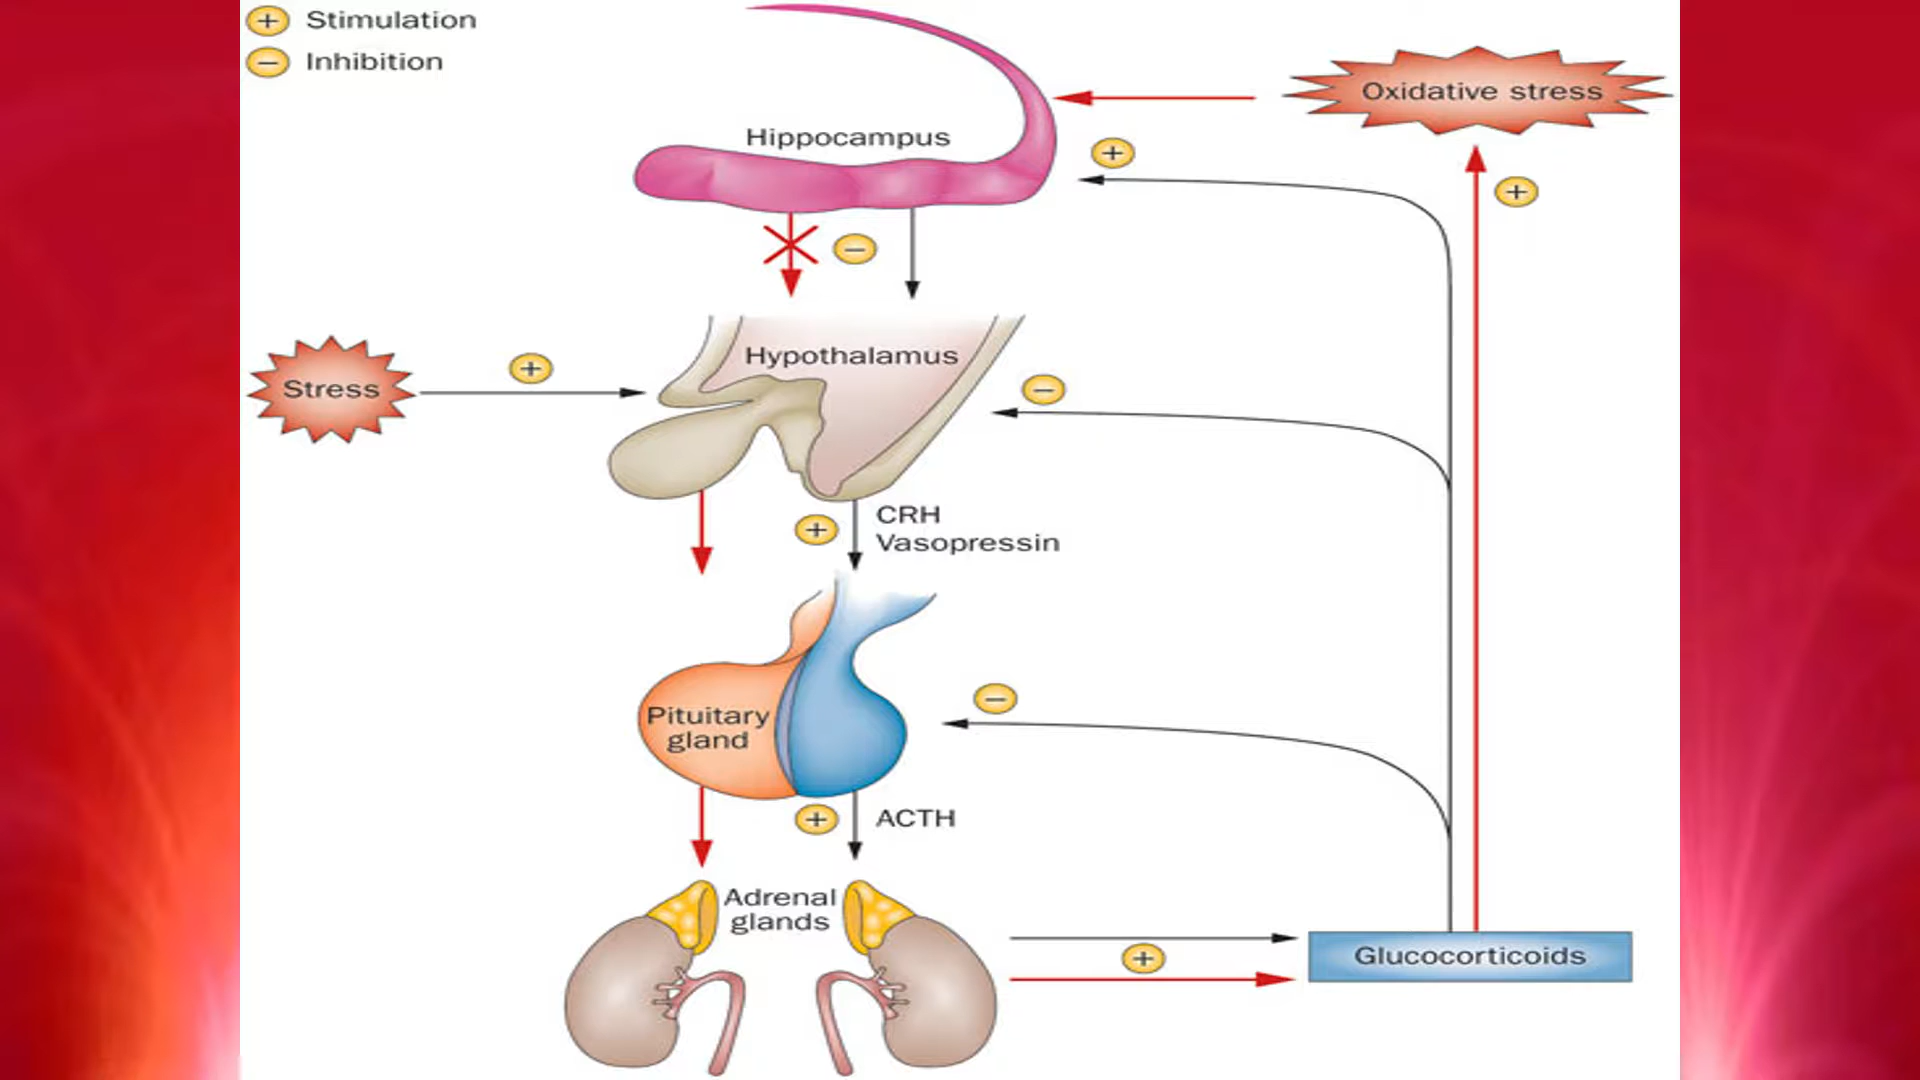 + Stimulation
− Inhibition
Oxidative stress
Hippocampus
+
+
−
Hypothalamus
Stress
+
−
+
CRH
Vasopressin
−
Pituitary
gland
+
ACTH
Adrenal
glands
+
Glucocorticoids